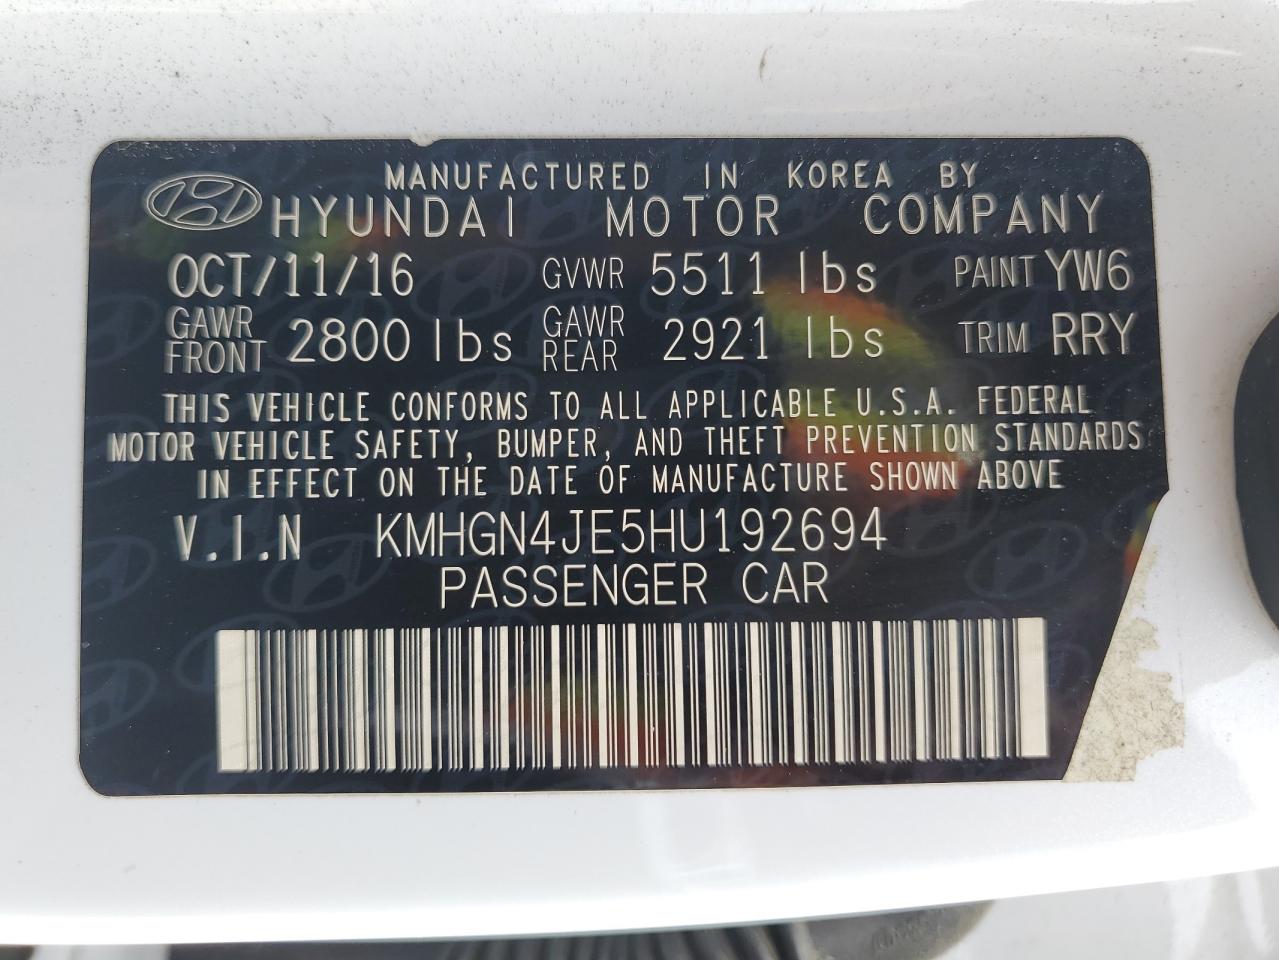 MANUFACTURED IN KOREA BY
HYUNDAI MOTOR COMPANY
OCT/11/16 GVWR 5511 lbs PAINT YW6
GAWR FRONT 2800 lbs GAWR REAR 2921 lbs TRIM RRY
THIS VEHICLE CONFORMS TO ALL APPLICABLE U.S.A. FEDERAL
MOTOR VEHICLE SAFETY, BUMPER, AND THEFT PREVENTION STANDARDS
IN EFFECT ON THE DATE OF MANUFACTURE SHOWN ABOVE
V.I.N KMHGN4JE5HU192694
PASSENGER CAR